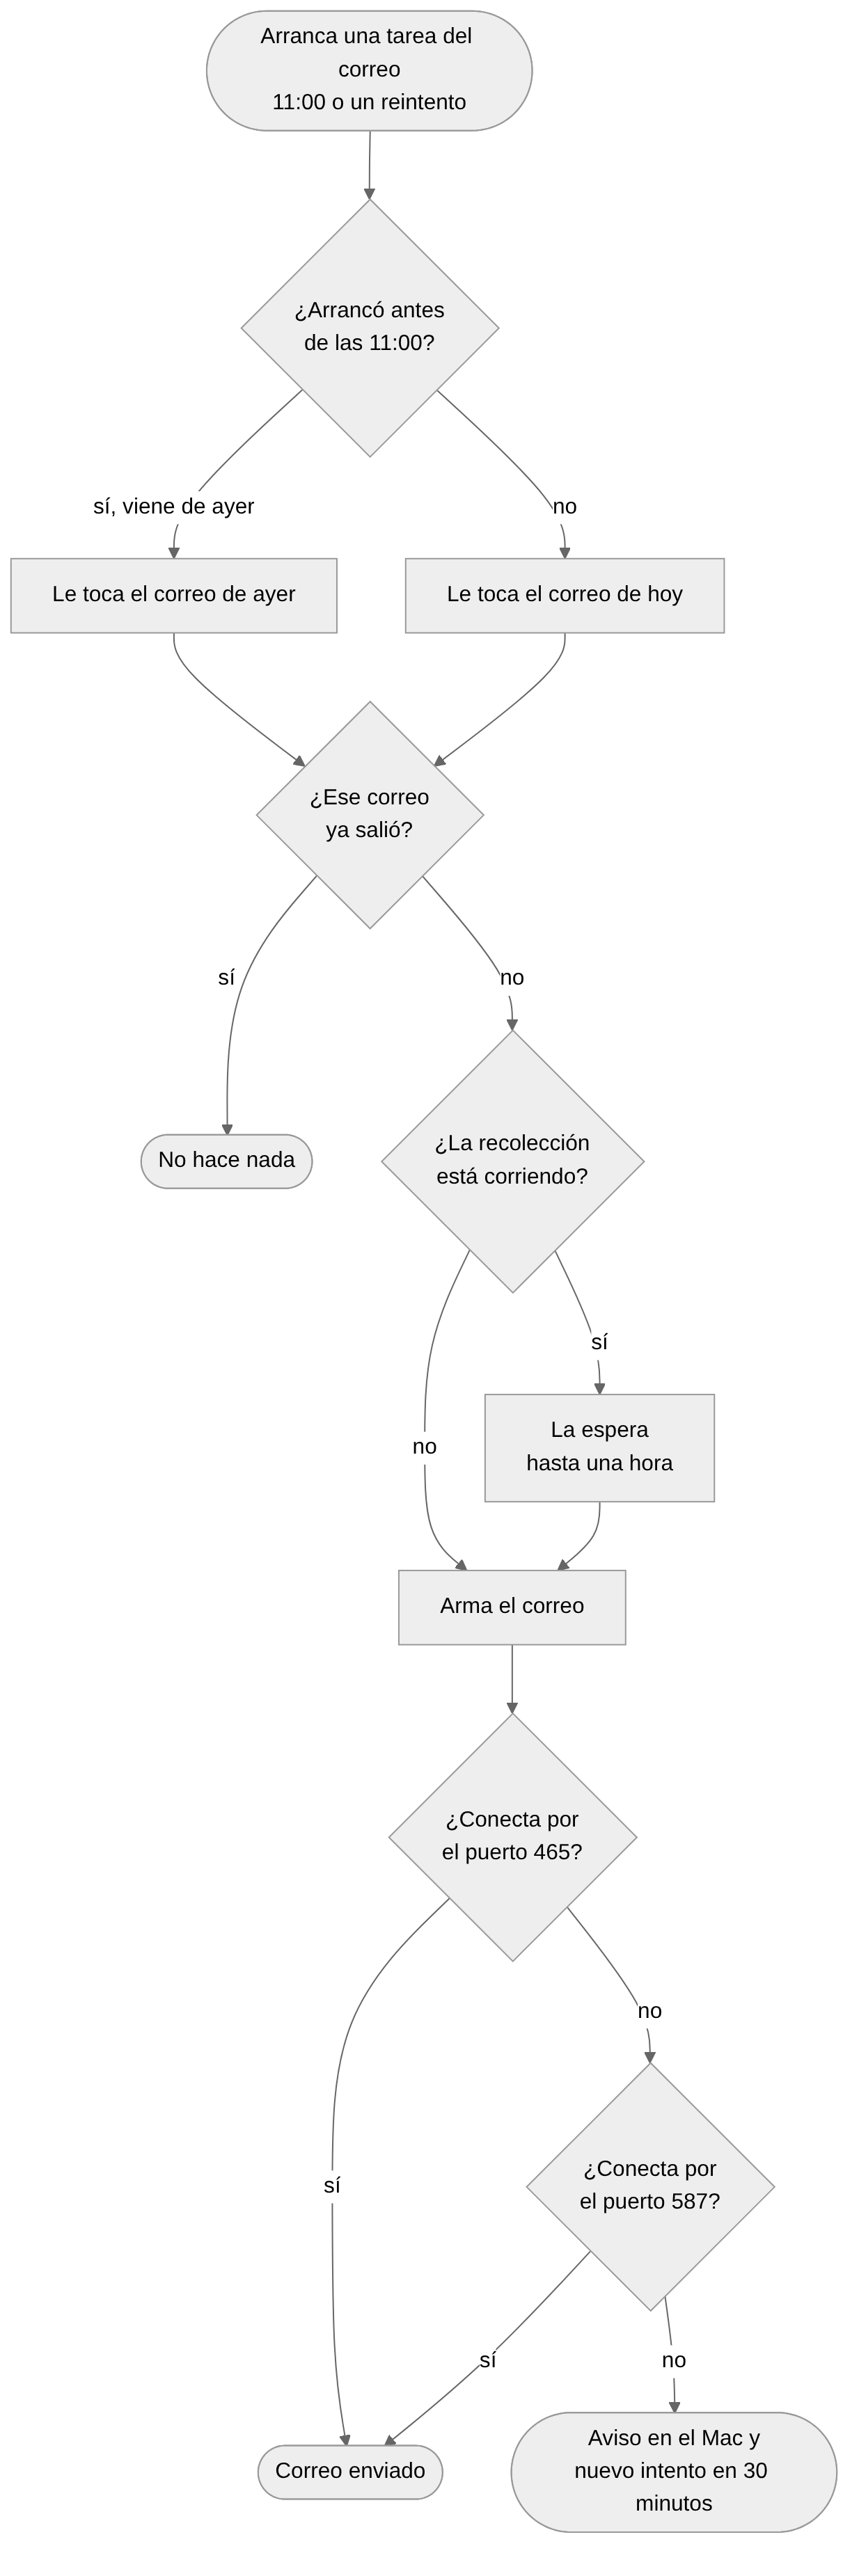 Arranca una tarea del
correo
11:00 o un reintento
¿Arrancó antes
de las 11:00?
sí, viene de ayer
no
Le toca el correo de ayer
Le toca el correo de hoy
¿Ese correo
ya salió?
sí
no
¿La recolección
está corriendo?
No hace nada
sí
La espera
hasta una hora
no
Arma el correo
¿Conecta por
el puerto 465?
no
¿Conecta por
el puerto 587?
sí
sí
no
Aviso en el Mac y
nuevo intento en 30
minutos
Correo enviado